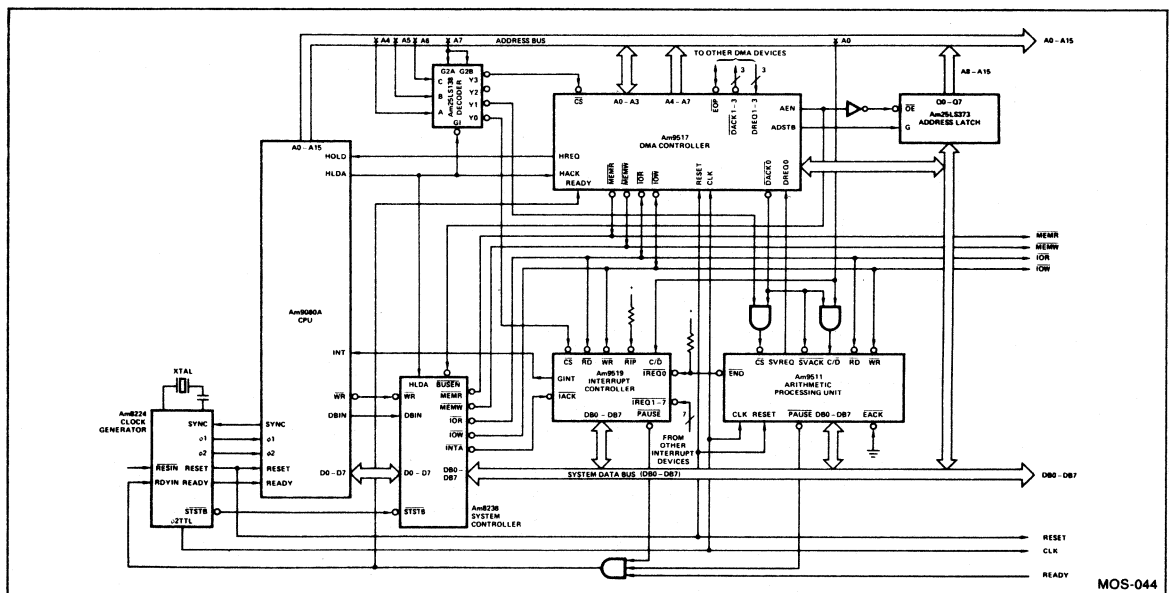 A4 A5 A6 A7 ADDRESS BUS A0 A0-A15
TO OTHER DMA DEVICES
3 3
A8-A15
G2A G2B
C
B
A
Am25LS138
DECODER
Y3
Y2
Y1
Y0
G1
CS A0-A3 A4-A7 EOP DACK1-3 DREQ1-3 AEN
ADSTB
Am9517
DMA CONTROLLER
HREQ
HACK
READY
MEMR MEMW IOR IOW RESET CLK DACK0 DREQ0
Q0-Q7
OE
G
Am25LS373
ADDRESS LATCH
A0-A15
HOLD
HLDA
MEMR
MEMW
IOR
IOW
Am9080A
CPU
INT
WR
DBIN
SYNC
φ1
φ2
RESET
READY
D0-D7
XTAL
Am8224
CLOCK
GENERATOR
SYNC
φ1
φ2
RESIN RESET
RDYIN READY
STSTB
φ2TTL
HLDA BUSEN
WR
DBIN
MEMR
MEMW
IOR
IOW
INTA
D0-D7 DB0-
DB7
STSTB
Am8238
SYSTEM
CONTROLLER
CS RD WR RIP C/D
Am9519
INTERRUPT
CONTROLLER
GINT
IACK
IREQ0
IREQ1-7
DB0-DB7 PAUSE
7
FROM
OTHER
INTERRUPT
DEVICES
CS SVREQ SVACK C/D RD WR
Am9511
ARITHMETIC
PROCESSING UNIT
END
CLK RESET PAUSE DB0-DB7 EACK
SYSTEM DATA BUS (DB0-DB7)
DB0-DB7
RESET
CLK
READY
MOS-044